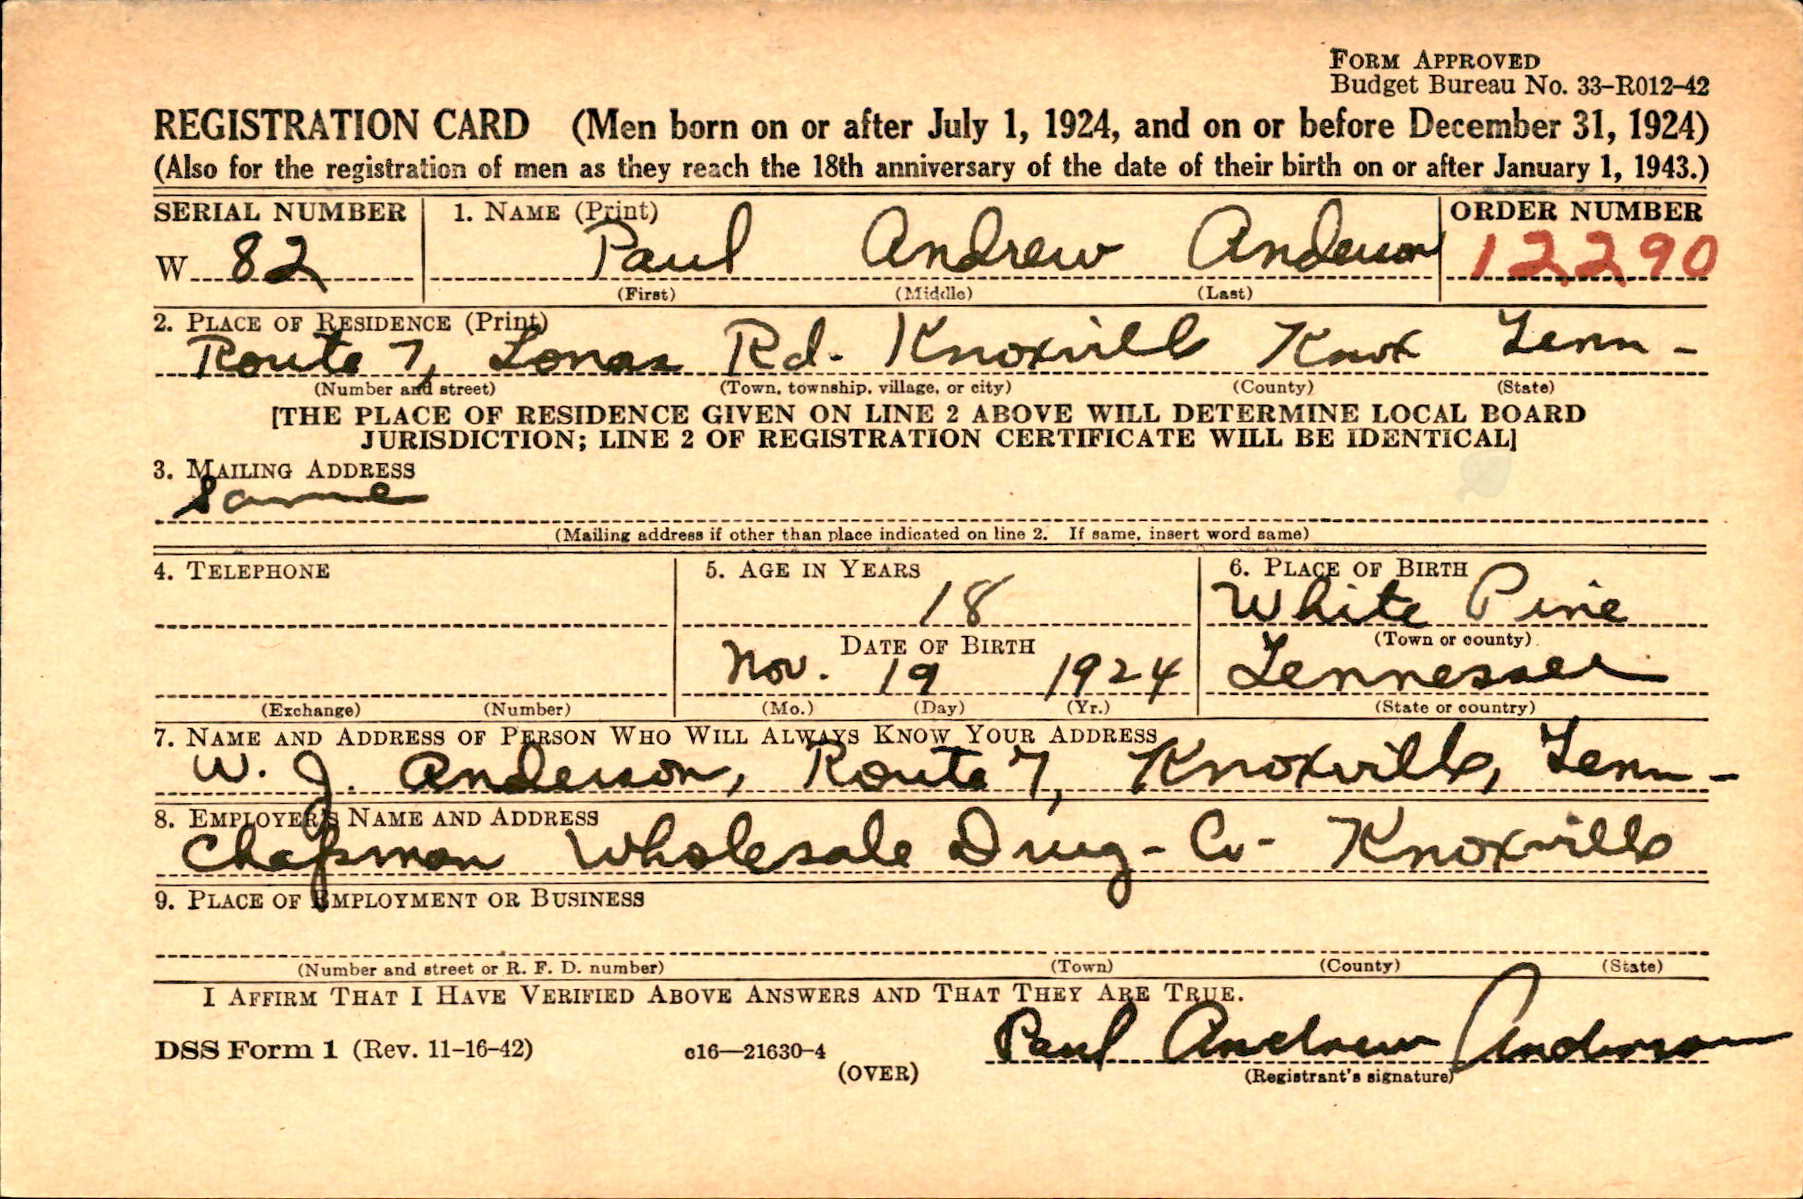 FORM APPROVED
Budget Bureau No. 33–R012–42
REGISTRATION CARD (Men born on or after July 1, 1924, and on or before December 31, 1924)
(Also for the registration of men as they reach the 18th anniversary of the date of their birth on or after January 1, 1943.)
SERIAL NUMBER 1. NAME (Print) ORDER NUMBER
W 82 Paul Andrew Anderson 12290
(First) (Middle) (Last)
2. PLACE OF RESIDENCE (Print)
Route 7, Lonas Rd. Knoxville Knox Tenn -
(Number and street) (Town, township, village, or city) (County) (State)
[THE PLACE OF RESIDENCE GIVEN ON LINE 2 ABOVE WILL DETERMINE LOCAL BOARD
JURISDICTION; LINE 2 OF REGISTRATION CERTIFICATE WILL BE IDENTICAL]
3. MAILING ADDRESS
Same
(Mailing address if other than place indicated on line 2. If same, insert word same)
4. TELEPHONE 5. AGE IN YEARS 6. PLACE OF BIRTH
18 White Pine
DATE OF BIRTH (Town or county)
Nov. 19 1924 Tennessee
(Exchange) (Number) (Mo.) (Day) (Yr.) (State or country)
7. NAME AND ADDRESS OF PERSON WHO WILL ALWAYS KNOW YOUR ADDRESS
W. J. Anderson, Route 7, Knoxville, Tenn -
8. EMPLOYER'S NAME AND ADDRESS
Chapman Wholesale Drug - Co - Knoxville
9. PLACE OF EMPLOYMENT OR BUSINESS
(Number and street or R. F. D. number) (Town) (County) (State)
I AFFIRM THAT I HAVE VERIFIED ABOVE ANSWERS AND THAT THEY ARE TRUE.
DSS Form 1 (Rev. 11-16-42) c16—21630-4 Paul Andrew Anderson
(OVER) (Registrant's signature)